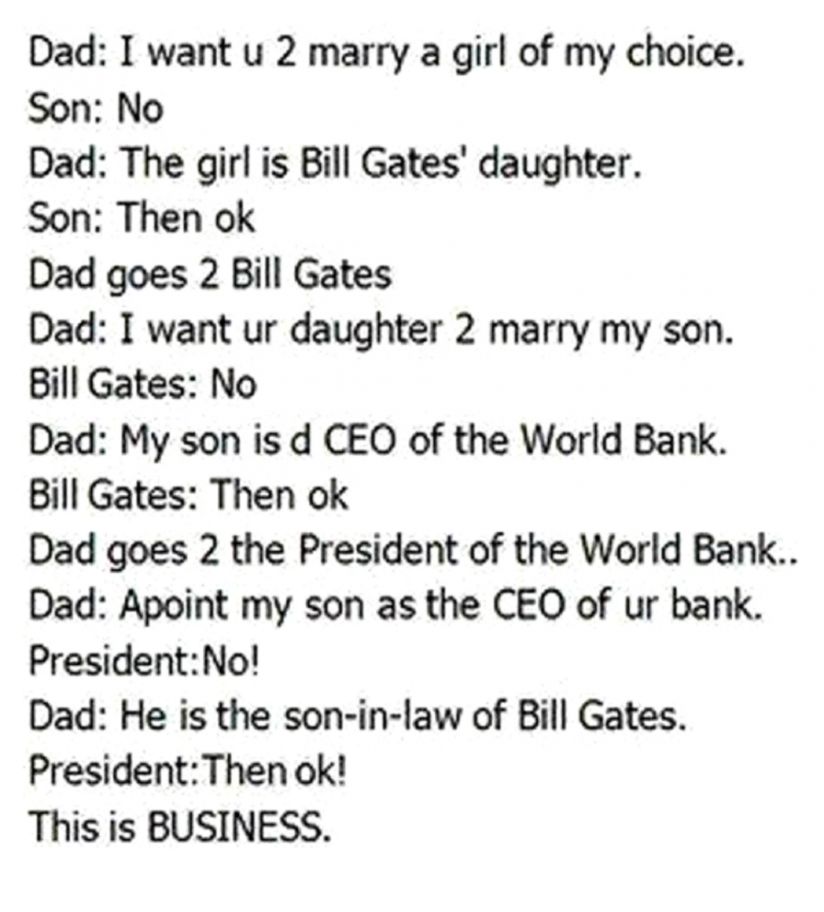 Dad: I want u 2 marry a girl of my choice.
Son: No
Dad: The girl is Bill Gates' daughter.
Son: Then ok
Dad goes 2 Bill Gates
Dad: I want ur daughter 2 marry my son.
Bill Gates: No
Dad: My son is d CEO of the World Bank.
Bill Gates: Then ok
Dad goes 2 the President of the World Bank..
Dad: Apoint my son as the CEO of ur bank.
President:No!
Dad: He is the son-in-law of Bill Gates.
President:Then ok!
This is BUSINESS.